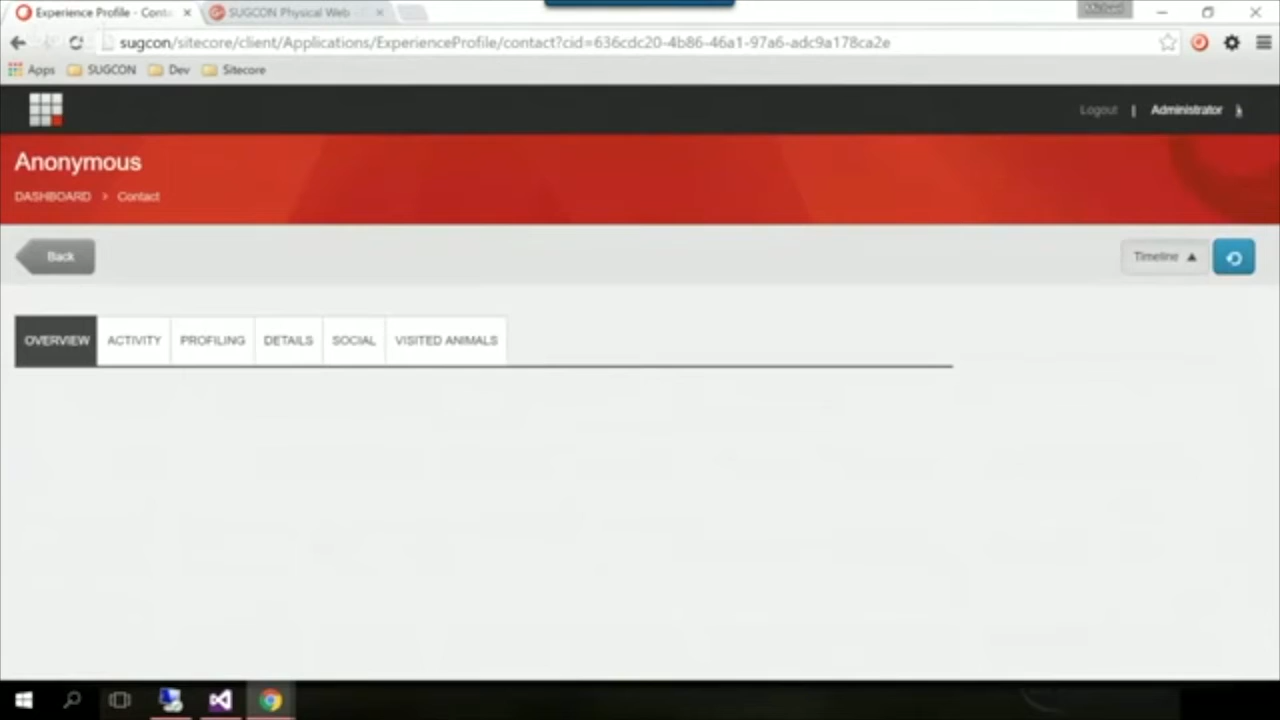 Experience Profile - Conta
SUGCON Physical Web
sugcon/sitecore/client/Applications/ExperienceProfile/contact?cid=636cdc20-4b86-46a1-97a6-adc9a178ca2e
Apps SUGCON Dev Sitecore
Logout | Administrator
Anonymous
DASHBOARD > Contact
Back
Timeline
OVERVIEW ACTIVITY PROFILING DETAILS SOCIAL VISITED ANIMALS